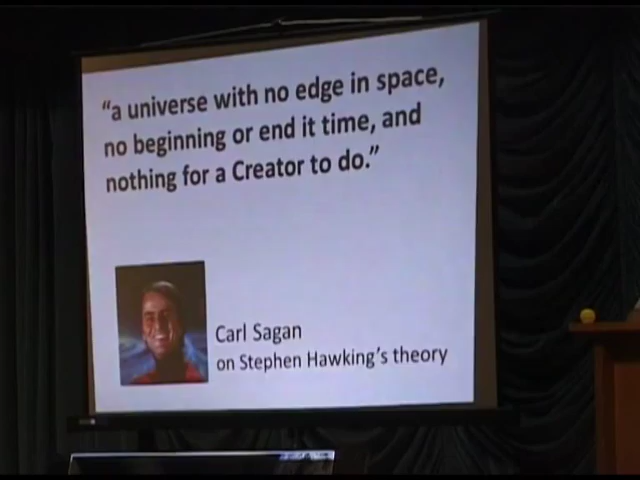 “a universe with no edge in space,
no beginning or end it time, and
nothing for a Creator to do.”
Carl Sagan
on Stephen Hawking's theory